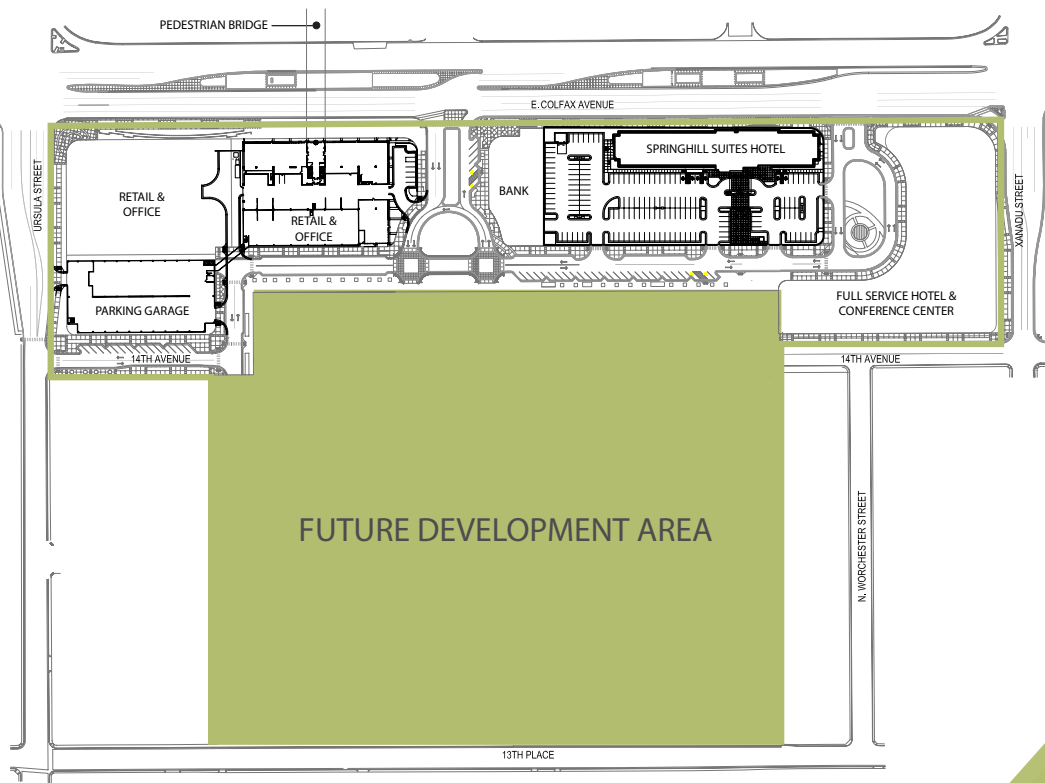 PEDESTRIAN BRIDGE
E. COLFAX AVENUE
SPRINGHILL SUITES HOTEL
URSULA STREET
XANADU STREET
RETAIL &
OFFICE
BANK
RETAIL &
OFFICE
PARKING GARAGE
FULL SERVICE HOTEL &
CONFERENCE CENTER
14TH AVENUE
14TH AVENUE
FUTURE DEVELOPMENT AREA
N. WORCHESTER STREET
13TH PLACE